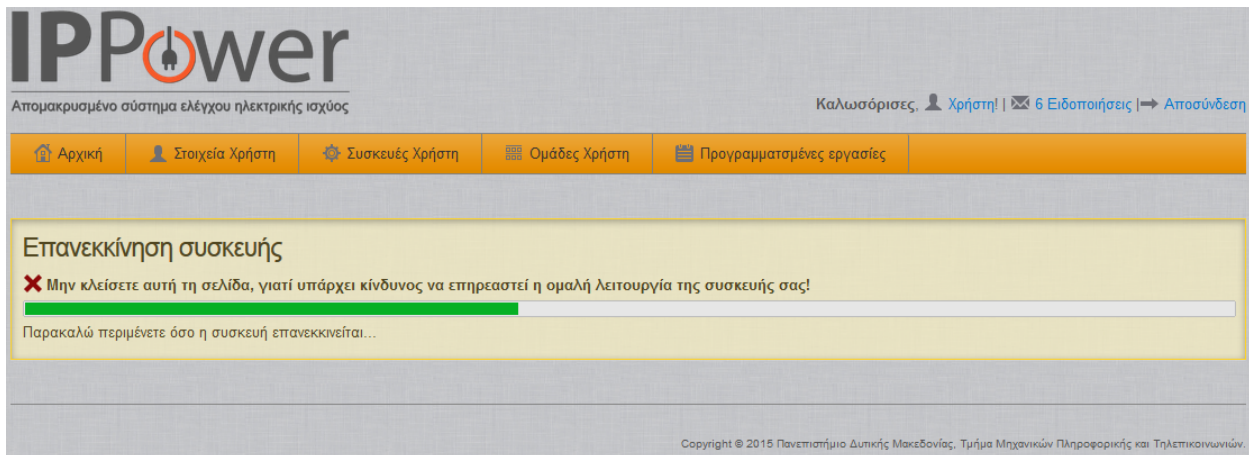 IPPower
Απομακρυσμένο σύστημα ελέγχου ηλεκτρικής ισχύος
Καλωσόρισες, Χρήστη! | 6 Ειδοποιήσεις | Αποσύνδεση
Αρχική Στοιχεία Χρήστη Συσκευές Χρήστη Ομάδες Χρήστη Προγραμματσμένες εργασίες
Επανεκκίνηση συσκευής
Μην κλείσετε αυτή τη σελίδα, γιατί υπάρχει κίνδυνος να επηρεαστεί η ομαλή λειτουργία της συσκευής σας!
Παρακαλώ περιμένετε όσο η συσκευή επανεκκινείται...
Copyright © 2015 Πανεπιστήμιο Δυτικής Μακεδονίας, Τμήμα Μηχανικών Πληροφορικής και Τηλεπικοινωνιών.